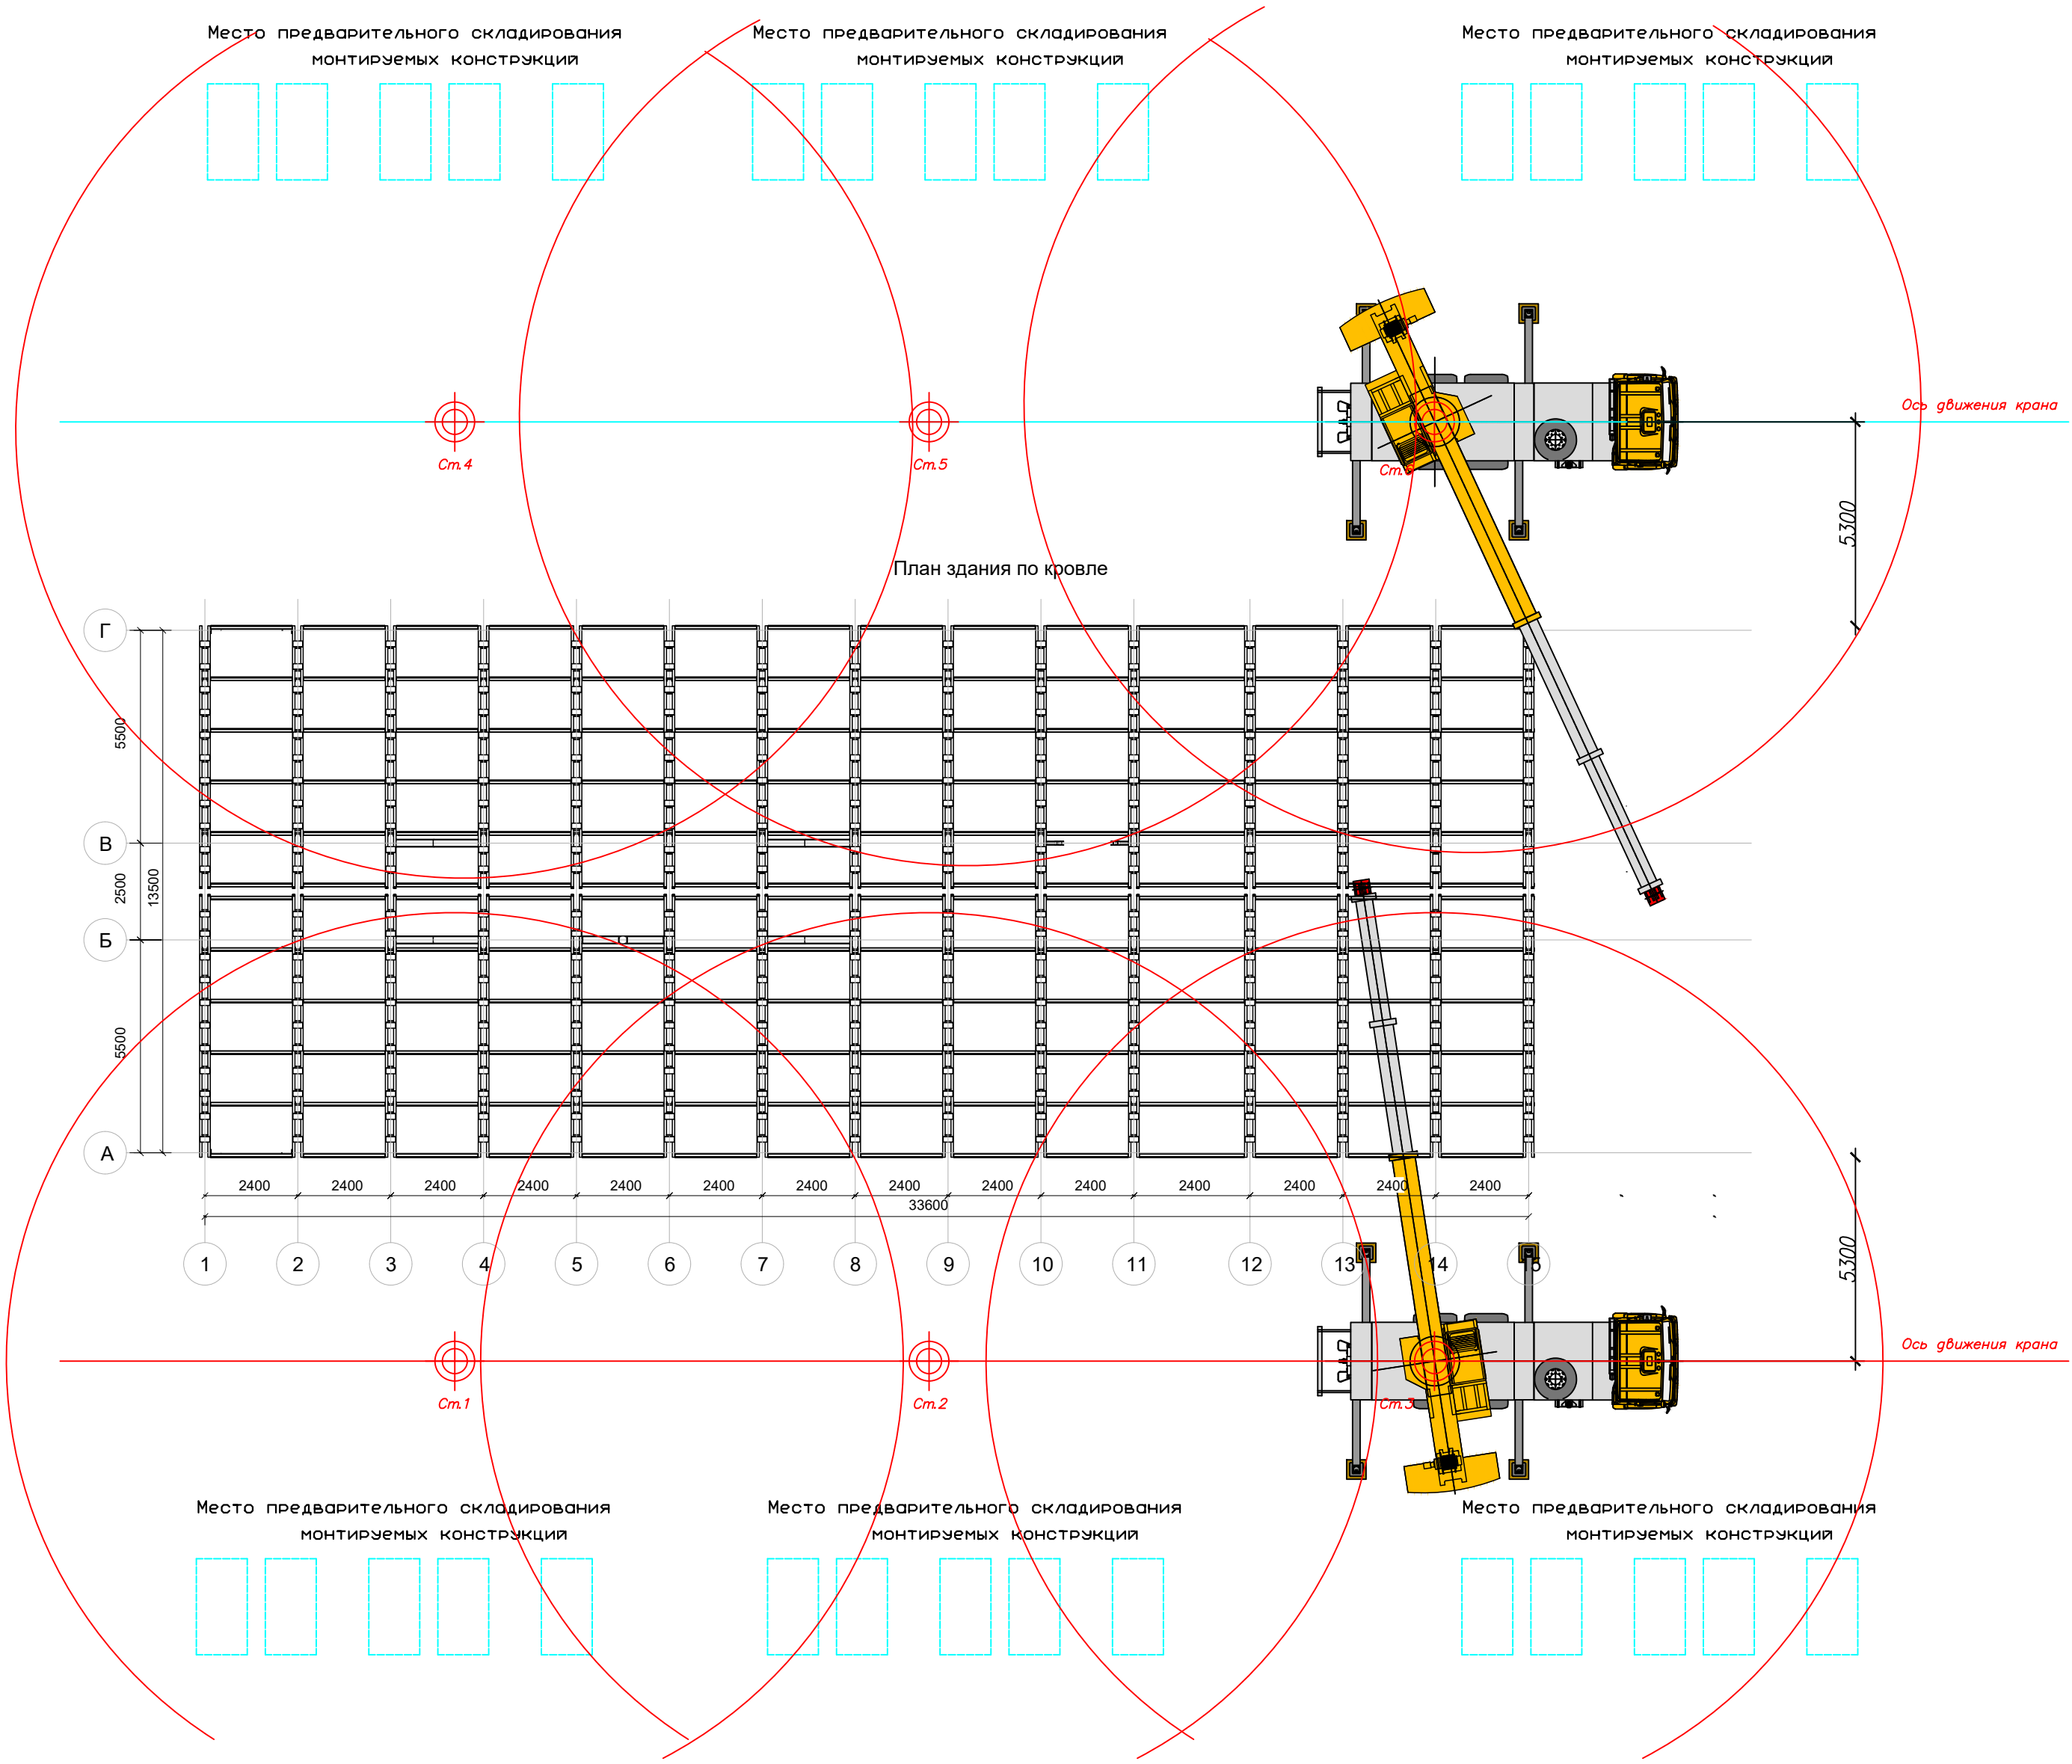 Место предварительного складирования
монтируемых конструкций
Место предварительного складирования
монтируемых конструкций
Место предварительного складирования
монтируемых конструкций
Ось движения крана
Ст.4
Ст.5
Ст.6
5300
План здания по кровле
Г
В
Б
А
5500
2500
5500
13500
2400 2400 2400 2400 2400 2400 2400 2400 2400 2400 2400 2400 2400 2400
33600
1 2 3 4 5 6 7 8 9 10 11 12 13 14 15
5300
Ось движения крана
Ст.1
Ст.2
Ст.3
Место предварительного складирования
монтируемых конструкций
Место предварительного складирования
монтируемых конструкций
Место предварительного складирования
монтируемых конструкций